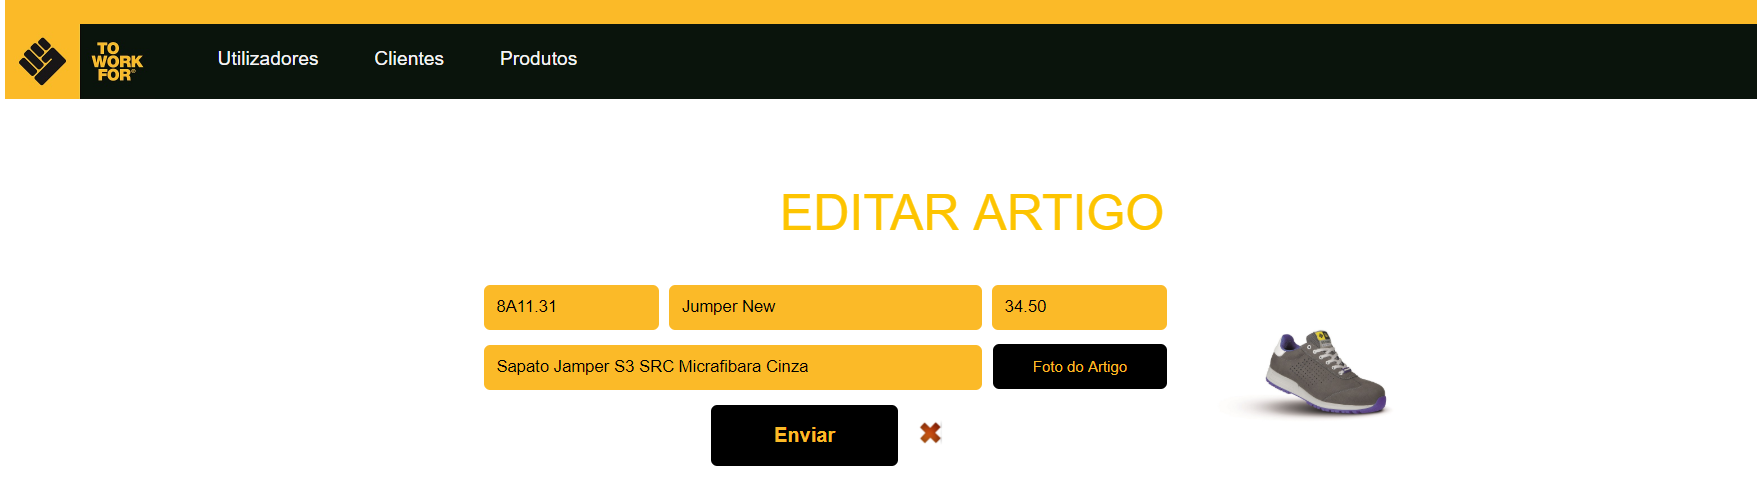 TO
WORK
FOR®
Utilizadores Clientes Produtos
EDITAR ARTIGO
8A11.31 Jumper New 34.50
Sapato Jamper S3 SRC Micrafibara Cinza Foto do Artigo
Enviar